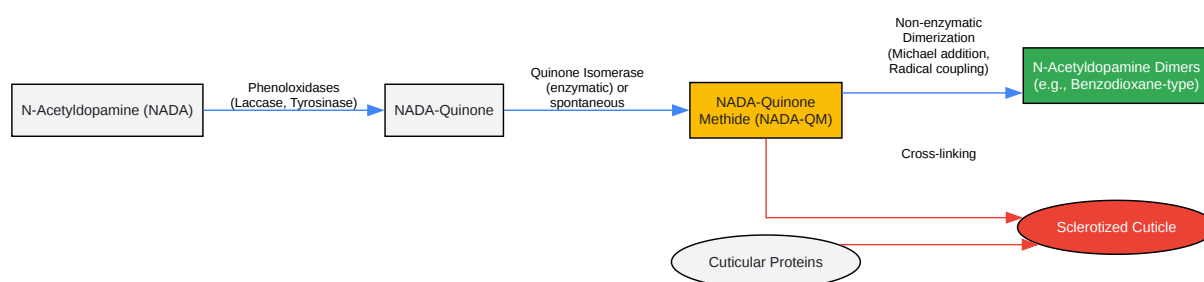 N-Acetyldopamine (NADA)
Phenoloxidases
(Laccase, Tyrosinase)
NADA-Quinone
Quinone Isomerase
(enzymatic) or
spontaneous
NADA-Quinone
Methide (NADA-QM)
Non-enzymatic
Dimerization
(Michael addition,
Radical coupling)
N-Acetyldopamine Dimers
(e.g., Benzodioxane-type)
Cross-linking
Sclerotized Cuticle
Cuticular Proteins